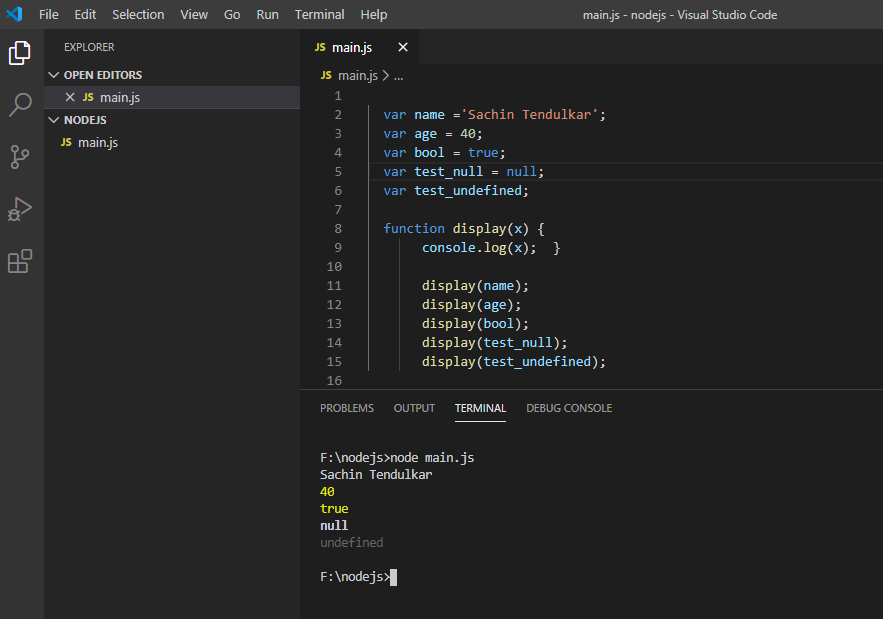 File Edit Selection View Go Run Terminal Help main.js - nodejs - Visual Studio Code
EXPLORER
OPEN EDITORS
JS main.js
NODEJS
JS main.js
JS main.js
JS main.js > ...
1
2 var name ='Sachin Tendulkar';
3 var age = 40;
4 var bool = true;
5 var test_null = null;
6 var test_undefined;
7
8 function display(x) {
9 console.log(x);  }
10
11 display(name);
12 display(age);
13 display(bool);
14 display(test_null);
15 display(test_undefined);
16
PROBLEMS OUTPUT TERMINAL DEBUG CONSOLE
F:\nodejs>node main.js
Sachin Tendulkar
40
true
null
undefined
F:\nodejs>